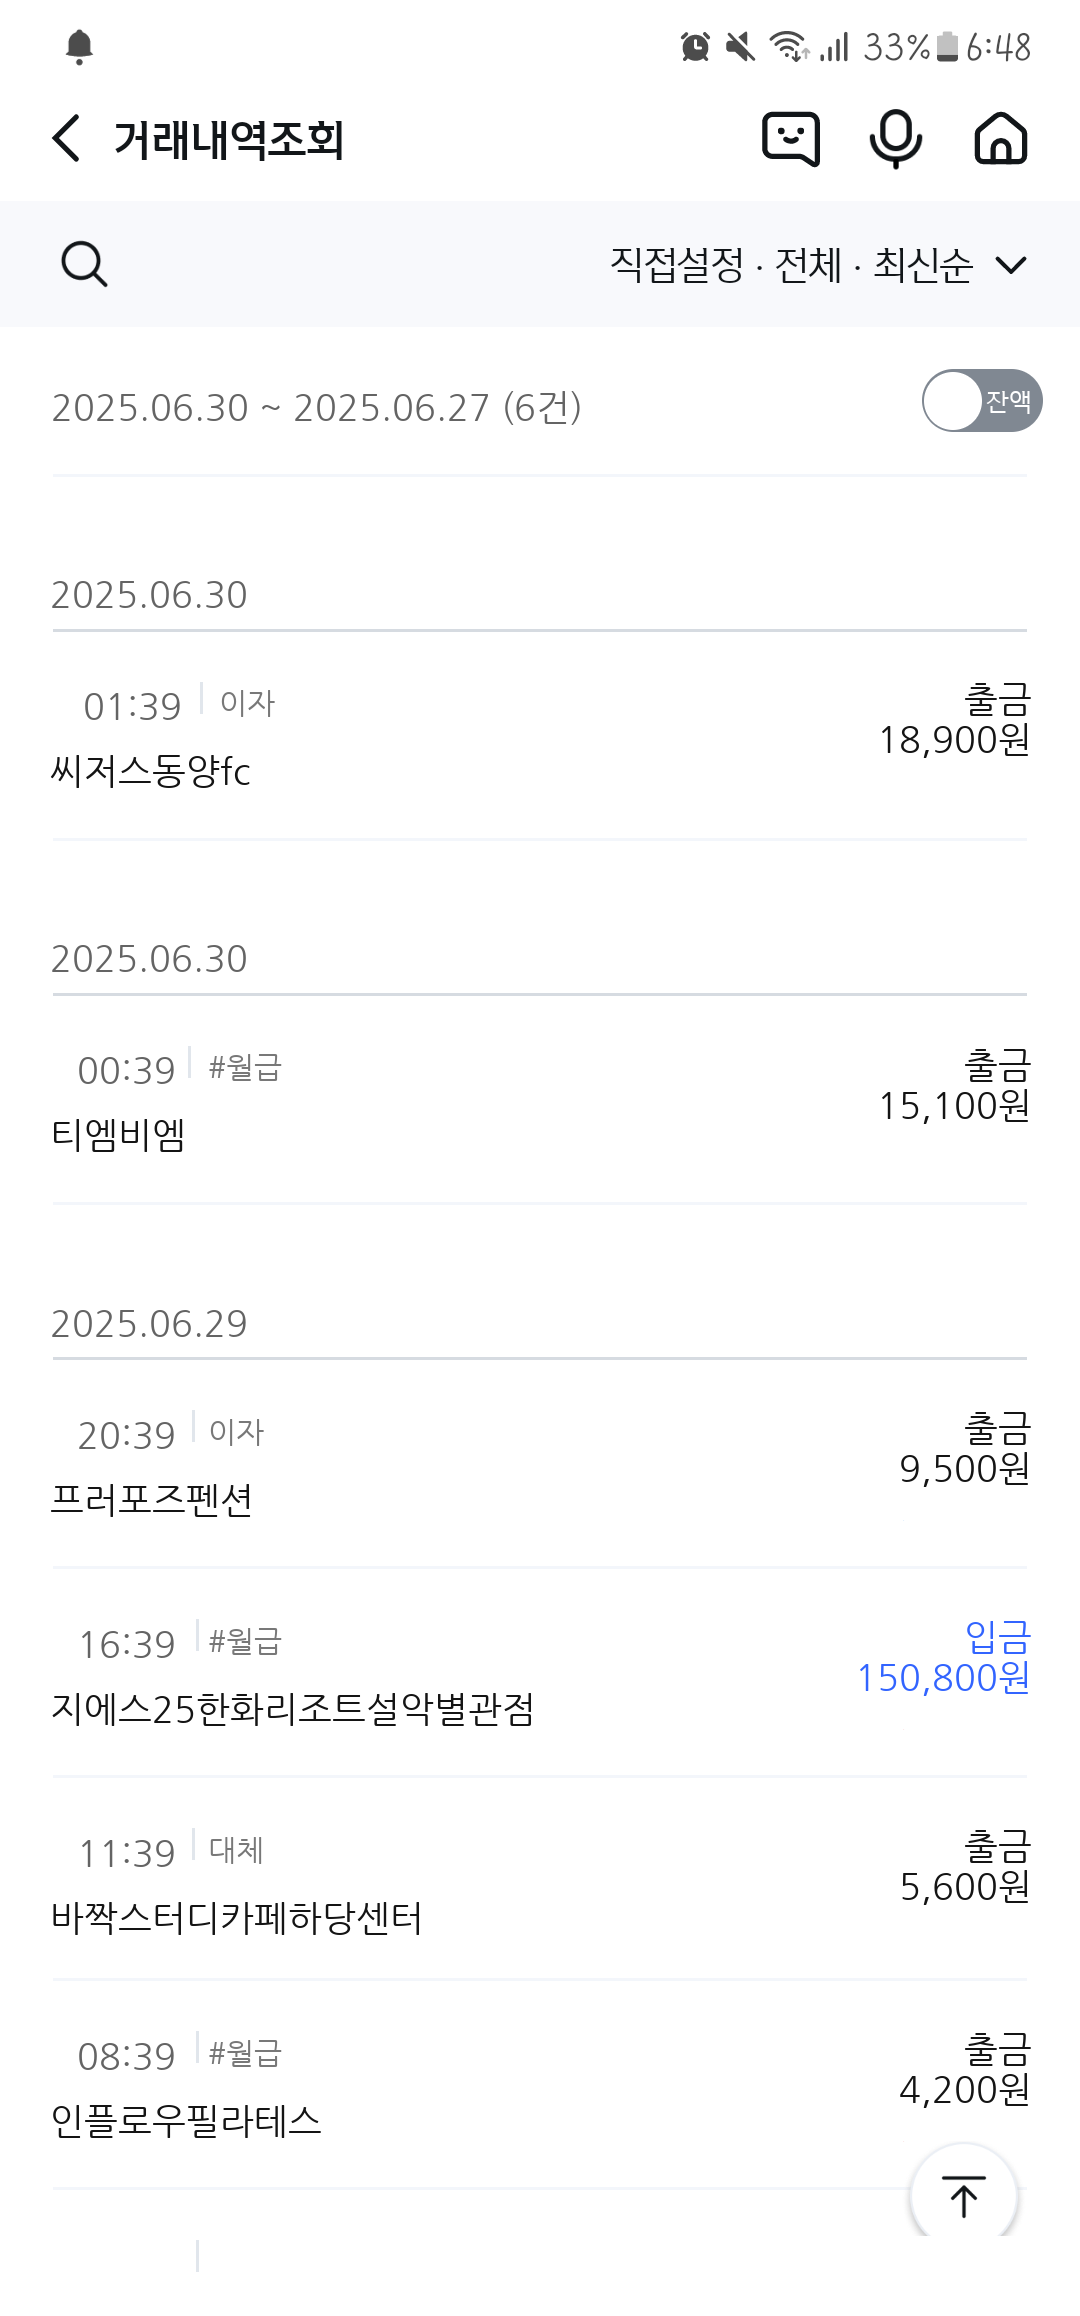 33% 6:48
거래내역조회
직접설정 · 전체 · 최신순
2025.06.30 ~ 2025.06.27 (6건)
잔액
2025.06.30
01:39 이자
출금
18,900원
씨저스동양fc
2025.06.30
00:39 #월급
출금
15,100원
티엠비엠
2025.06.29
20:39 이자
출금
9,500원
프러포즈펜션
16:39 #월급
입금
150,800원
지에스25한화리조트설악별관점
11:39 대체
출금
5,600원
바짝스터디카페하당센터
08:39 #월급
출금
4,200원
인플로우필라테스